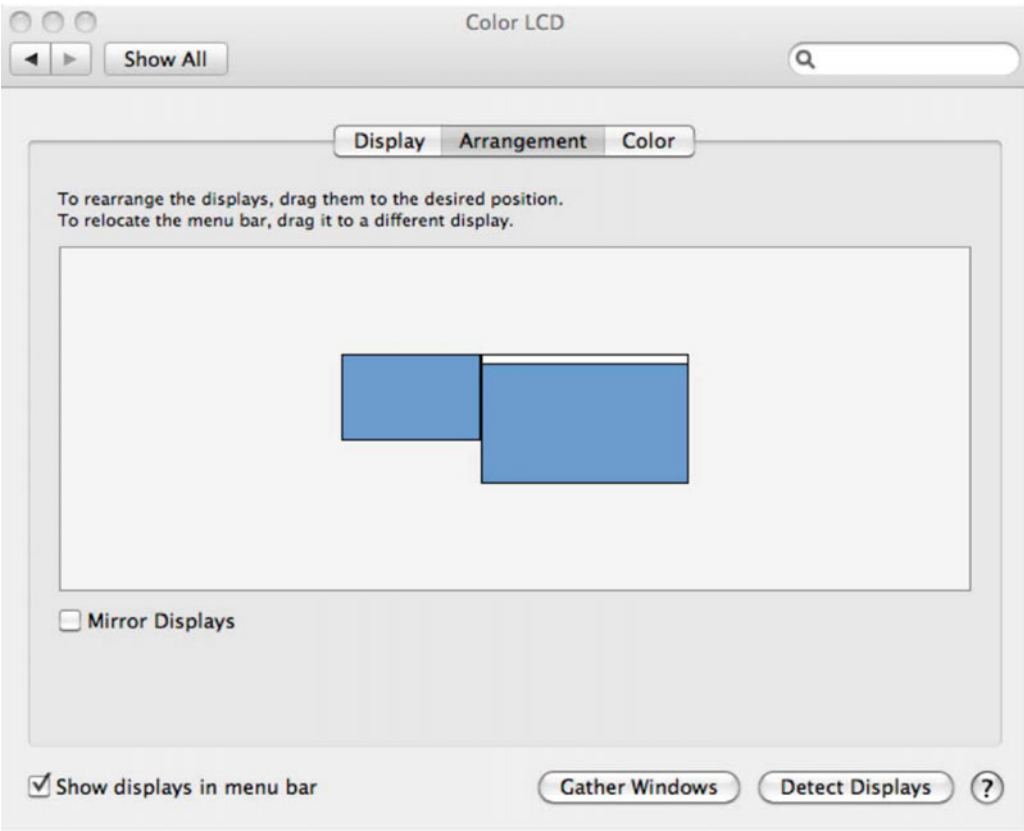 Color LCD
Show All
Display Arrangement Color
To rearrange the displays, drag them to the desired position.
To relocate the menu bar, drag it to a different display.
Mirror Displays
Show displays in menu bar Gather Windows Detect Displays ?